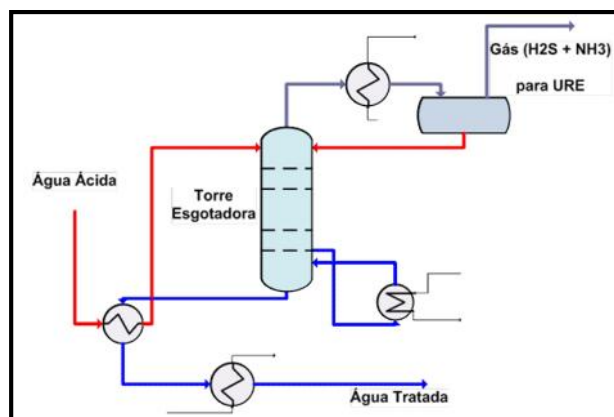 Gás (H2S + NH3)
para URE
Água Ácida
Torre
Esgotadora
Água Tratada